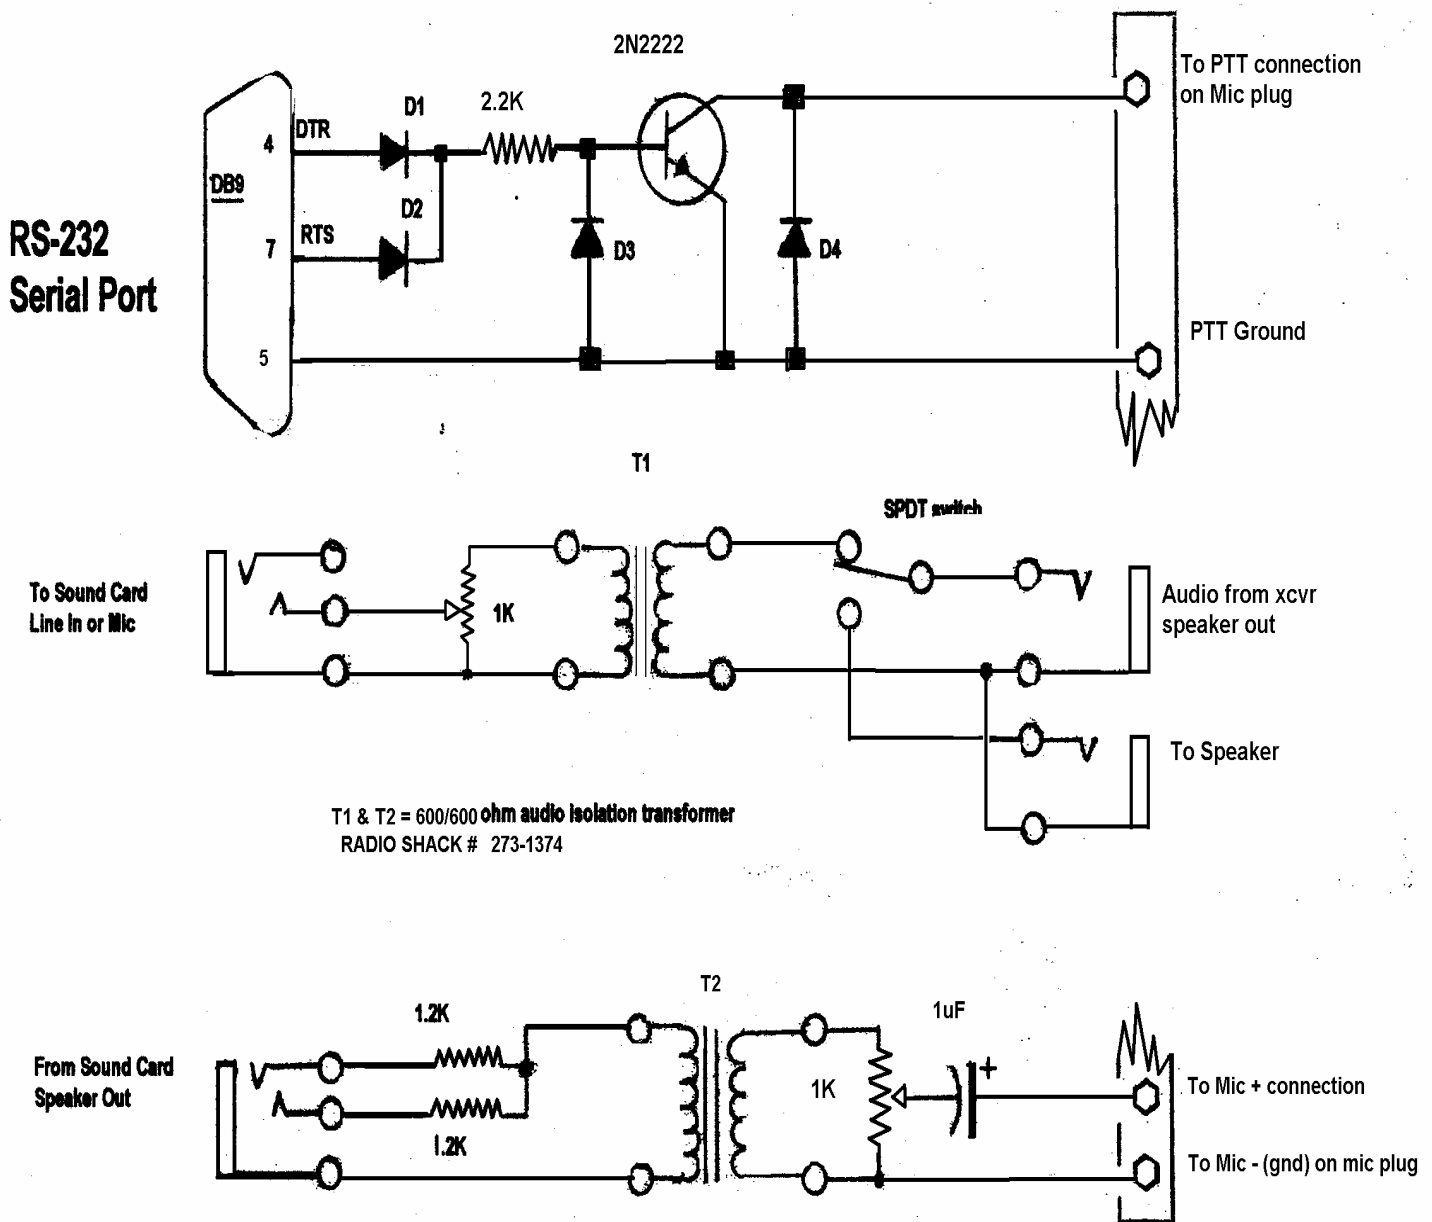 2N2222
To PTT connection
on Mic plug
D1
2.2K
4
DTR
DB9
D2
RS-232
Serial Port
7
RTS
D3
D4
5
PTT Ground
T1
SPDT switch
To Sound Card
Line In or Mic
1K
Audio from xcvr
speaker out
To Speaker
T1 & T2 = 600/600 ohm audio isolation transformer
RADIO SHACK # 273-1374
T2
1.2K
1uF
+
From Sound Card
Speaker Out
1K
To Mic + connection
1.2K
To Mic - (gnd) on mic plug